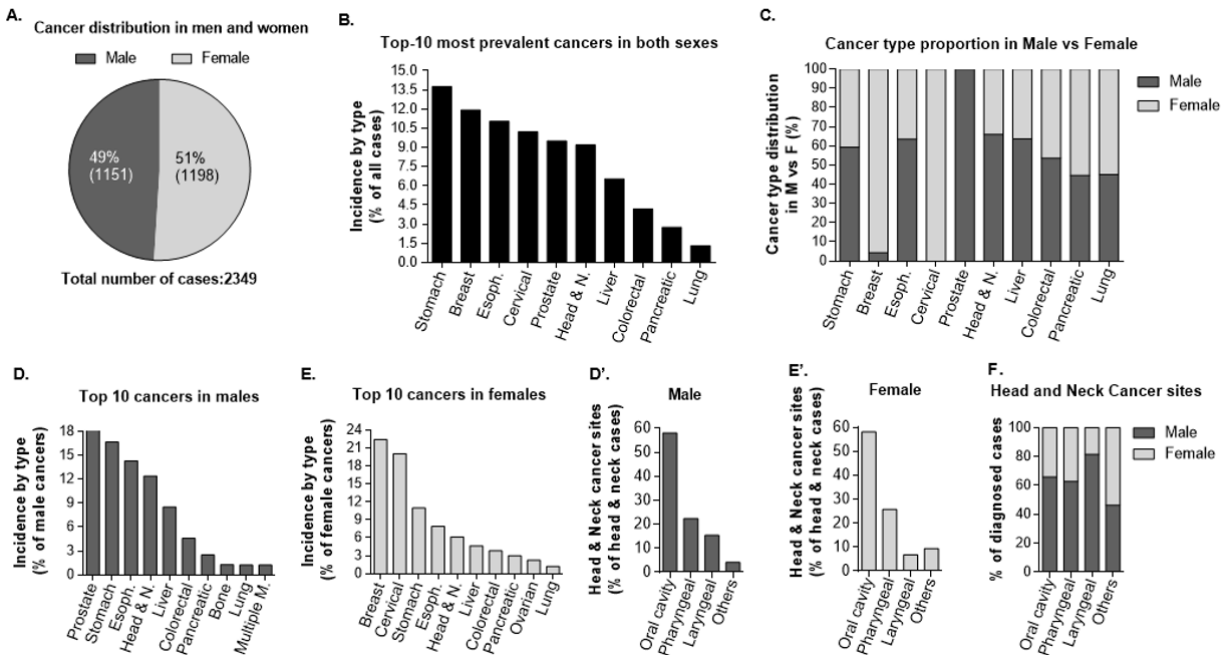 A.
Cancer distribution in men and women
Male
Female
49%
(1151)
51%
(1198)
Total number of cases:2349
B.
Top-10 most prevalent cancers in both sexes
Incidence by type
(% of all cases)
15.0
13.5
12.0
10.5
9.0
7.5
6.0
4.5
3.0
1.5
0.0
Stomach
Breast
Esoph.
Cervical
Prostate
Head & N.
Liver
Colorectal
Pancreatic
Lung
C.
Cancer type proportion in Male vs Female
Cancer type distribution
in M vs F (%)
100
90
80
70
60
50
40
30
20
10
0
Stomach
Breast
Esoph.
Cervical
Prostate
Head & N.
Liver
Colorectal
Pancreatic
Lung
Male
Female
D.
Top 10 cancers in males
Incidence by type
(% of male cancers)
18
15
12
9
6
3
0
Prostate
Stomach
Esoph.
Head & N.
Liver
Colorectal
Pancreatic
Bone
Lung
Multiple M.
E.
Top 10 cancers in females
Incidence by type
(% of female cancers)
24
21
18
15
12
9
6
3
0
Breast
Cervical
Stomach
Esoph.
Head & N.
Liver
Colorectal
Pancreatic
Ovarian
Lung
D'.
Male
Head & Neck cancer sites
(% of head & neck cases)
60
50
40
30
20
10
0
Oral cavity
Pharyngeal
Laryngeal
Others
E'.
Female
Head & Neck cancer sites
(% of head & neck cases)
60
50
40
30
20
10
0
Oral cavity
Pharyngeal
Laryngeal
Others
F.
Head and Neck Cancer sites
% of diagnosed cases
100
80
60
40
20
0
Oral cavity
Pharyngeal
Laryngeal
Others
Male
Female